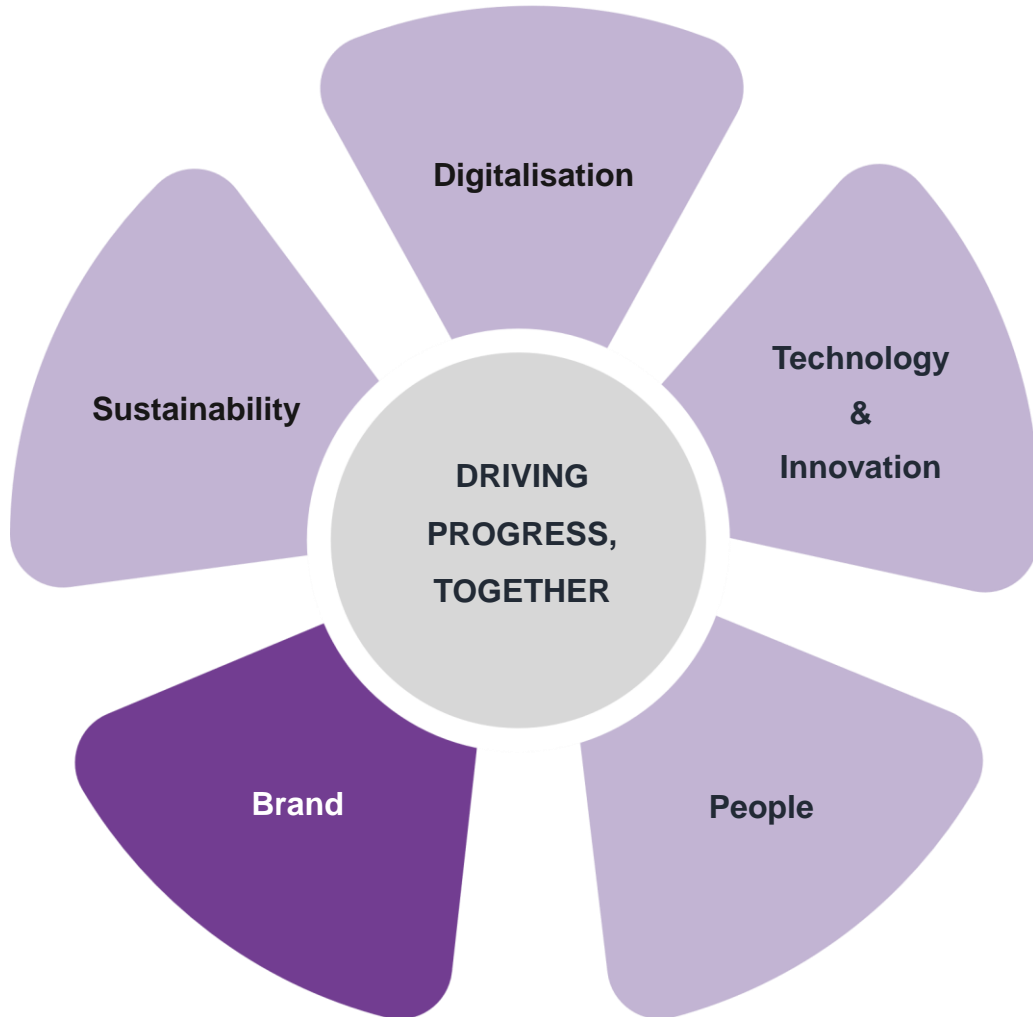 Digitalisation
Technology
&
Innovation
Sustainability
DRIVING
PROGRESS,
TOGETHER
Brand
People